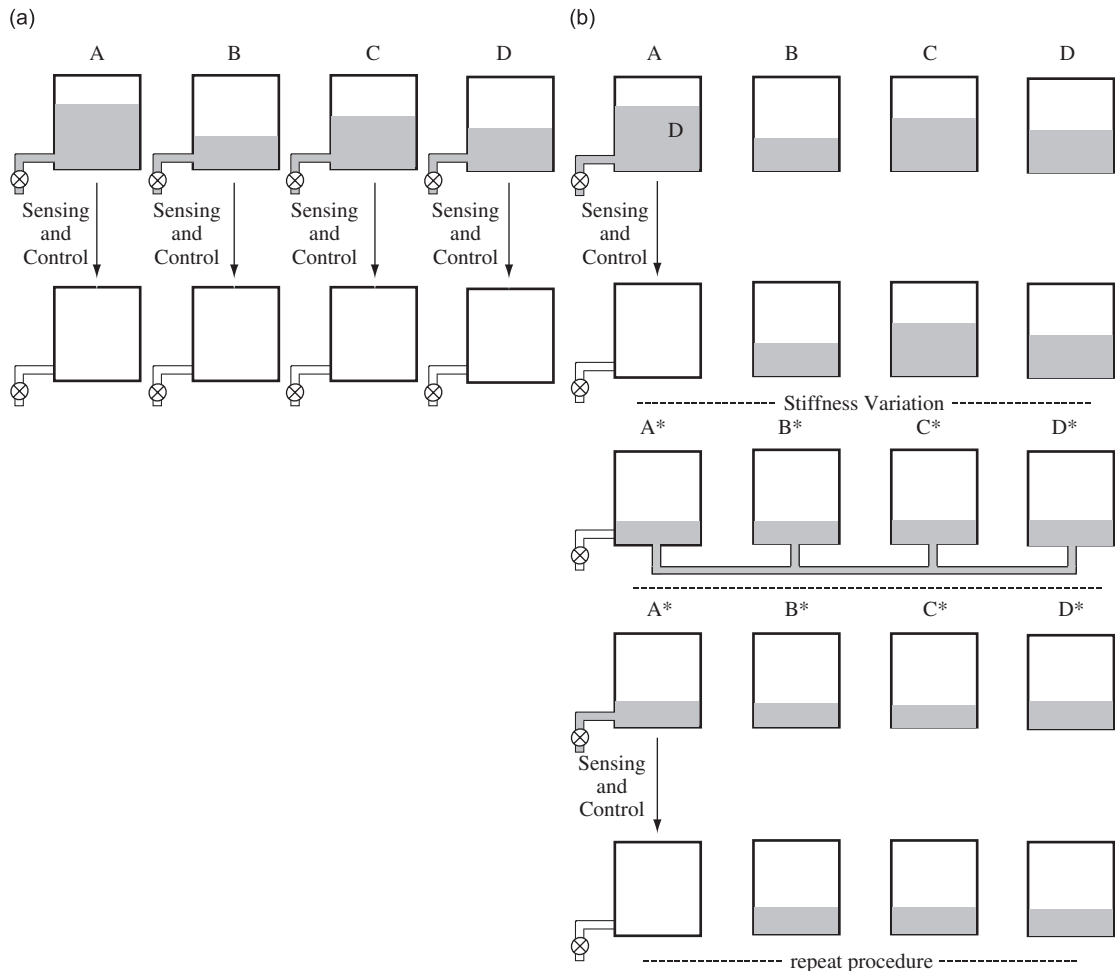 (a)
A B C D
Sensing and Control
Sensing and Control
Sensing and Control
Sensing and Control
(b)
A B C D
D
Sensing and Control
Stiffness Variation
A* B* C* D*
A* B* C* D*
Sensing and Control
repeat procedure